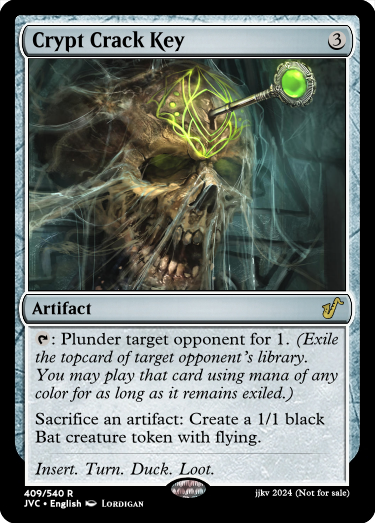 Crypt Crack Key 3
Artifact
: Plunder target opponent for 1. (Exile
the topcard of target opponent's library.
You may play that card using mana of any
color for as long as it remains exiled.)
Sacrifice an artifact: Create a 1/1 black
Bat creature token with flying.
Insert. Turn. Duck. Loot.
409/540 R
JVC • English LORDIGAN
jjkv 2024 (Not for sale)